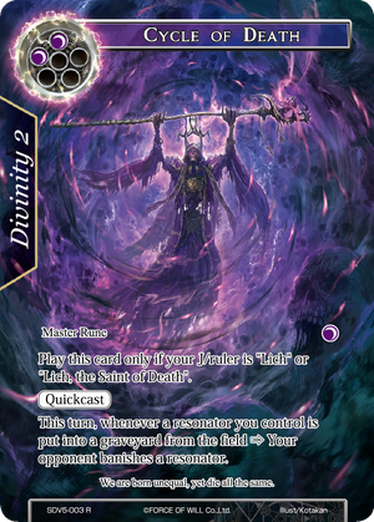 Cycle of Death
Divinity 2
Master Rune
Play this card only if your J/ruler is "Lich" or
"Lich, the Saint of Death".
Quickcast
This turn, whenever a resonator you control is
put into a graveyard from the field ⇨ Your
opponent banishes a resonator.
We are born unequal, yet die all the same.
SDV5-003 R
©FORCE OF WILL Co.,Ltd.
Illust/Kotakan